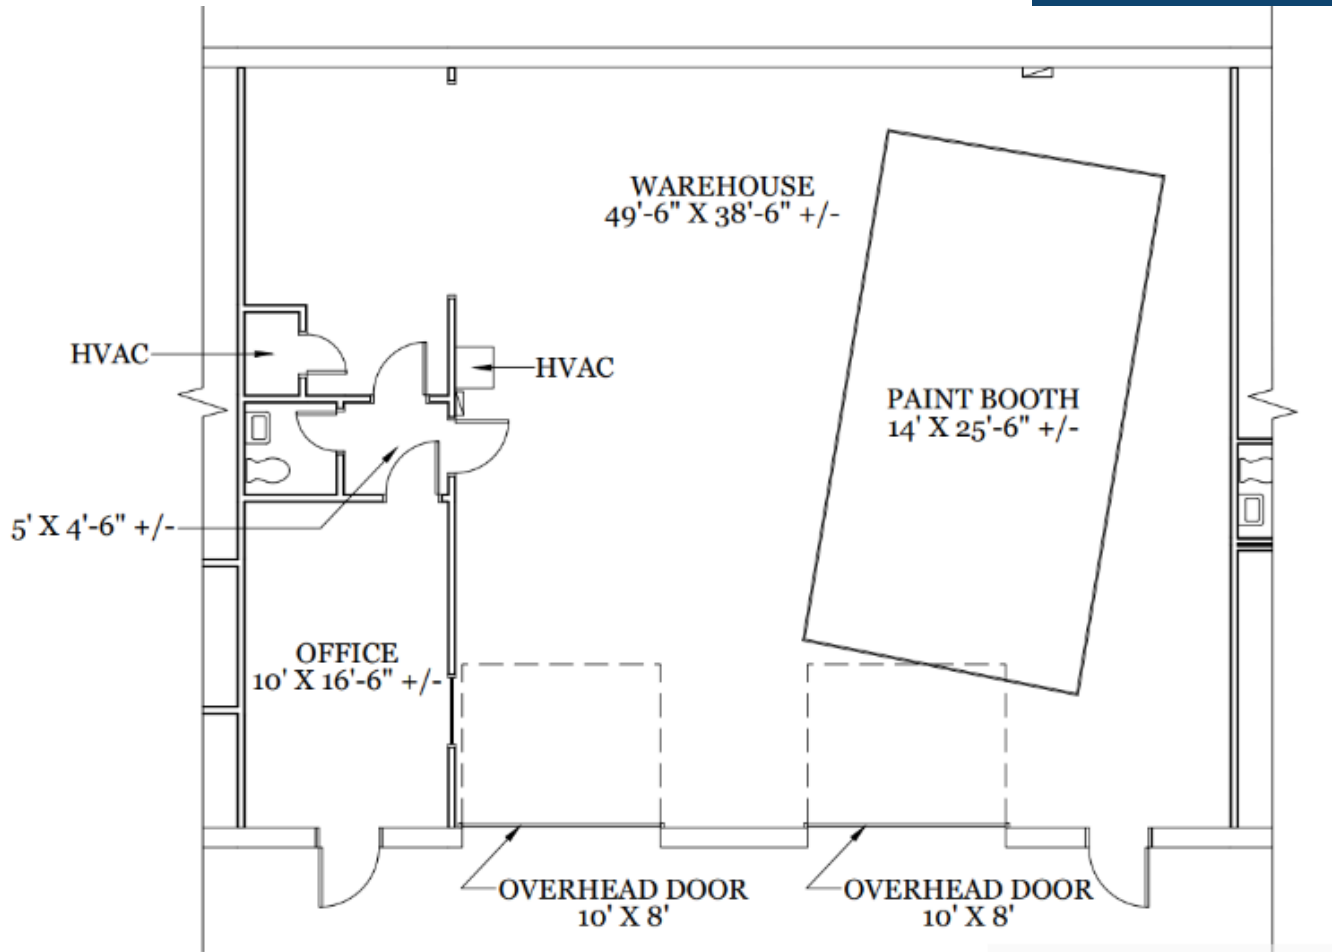 WAREHOUSE
49'-6" X 38'-6" +/-
HVAC
HVAC
PAINT BOOTH
14' X 25'-6" +/-
5' X 4'-6" +/-
OFFICE
10' X 16'-6" +/-
OVERHEAD DOOR
10' X 8'
OVERHEAD DOOR
10' X 8'